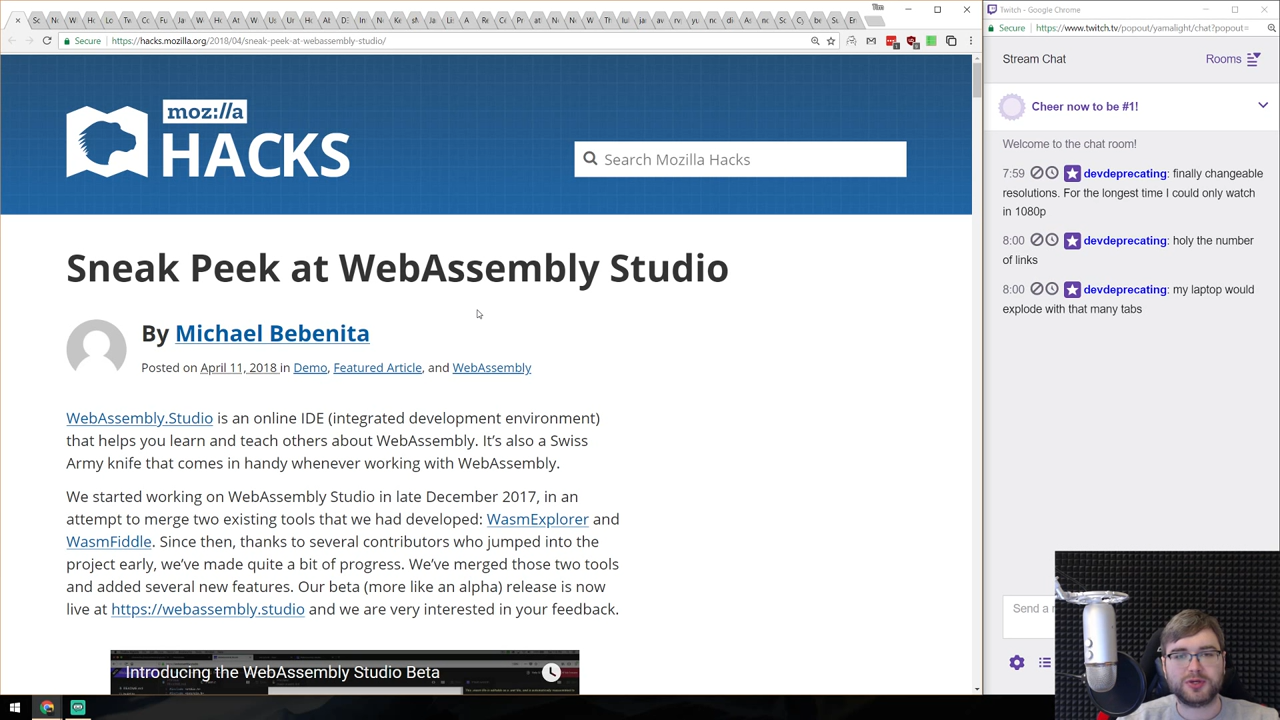 Tim
Secure
https://hacks.mozilla.org/2018/04/sneak-peek-at-webassembly-studio/
moz://a
HACKS
Search Mozilla Hacks
Sneak Peek at WebAssembly Studio
By Michael Bebenita
Posted on April 11, 2018 in Demo, Featured Article, and WebAssembly
WebAssembly.Studio is an online IDE (integrated development environment)
that helps you learn and teach others about WebAssembly. It’s also a Swiss
Army knife that comes in handy whenever working with WebAssembly.
We started working on WebAssembly Studio in late December 2017, in an
attempt to merge two existing tools that we had developed: WasmExplorer and
WasmFiddle. Since then, thanks to several contributors who jumped into the
project early, we’ve made quite a bit of progress. We’ve merged those two tools
and added several new features. Our beta (more like an alpha) release is now
live at https://webassembly.studio and we are very interested in your feedback.
Introducing the WebAssembly Studio Beta
Twitch - Google Chrome
Secure
https://www.twitch.tv/popout/yamalight/chat?popout=
Stream Chat
Rooms
Cheer now to be #1!
Welcome to the chat room!
7:59 devdeprecating: finally changeable
resolutions. For the longest time I could only watch
in 1080p
8:00 devdeprecating: holy the number
of links
8:00 devdeprecating: my laptop would
explode with that many tabs
Send a